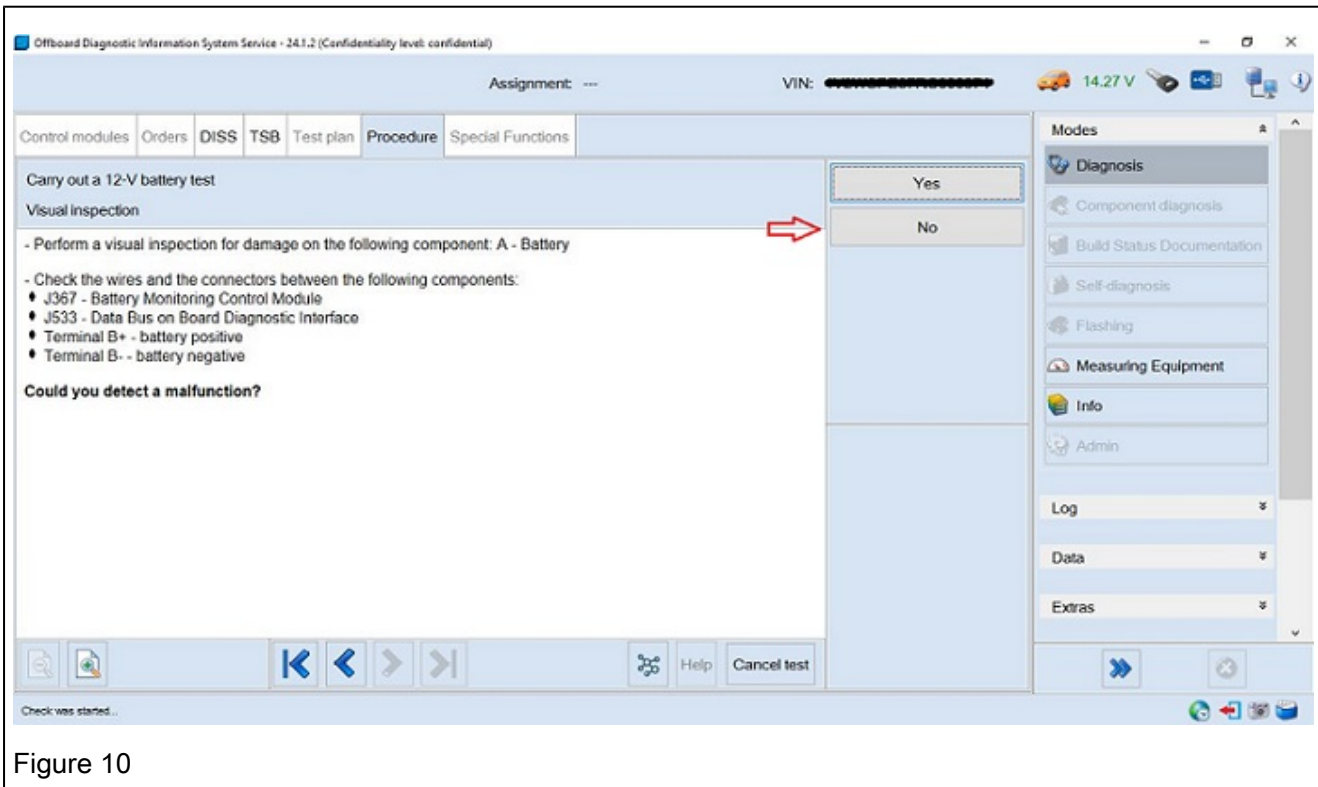 Offboard Diagnostic Information System Service - 24.1.2 (Confidentiality level: confidential)
Assignment: ---
VIN:
14.27 V
Control modules
Orders
DISS
TSB
Test plan
Procedure
Special Functions
Carry out a 12-V battery test
Visual inspection
- Perform a visual inspection for damage on the following component: A - Battery
- Check the wires and the connectors between the following components:
• J367 - Battery Monitoring Control Module
• J533 - Data Bus on Board Diagnostic Interface
• Terminal B+ - battery positive
• Terminal B- - battery negative
Could you detect a malfunction?
Yes
No
Modes
Diagnosis
Component diagnosis
Build Status Documentation
Self-diagnosis
Flashing
Measuring Equipment
Info
Admin
Log
Data
Extras
Help
Cancel test
Check was started...
Figure 10